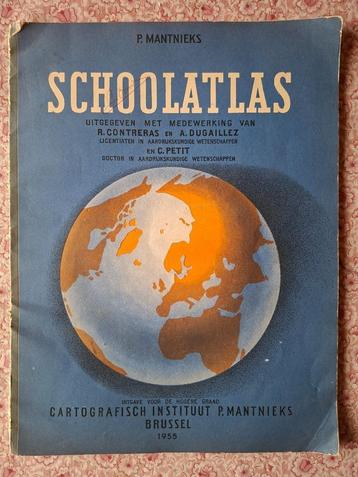 P. MANTNIEKS
SCHOOLATLAS
UITGEGEVEN MET MEDEWERKING VAN
R. CONTRERAS EN A. DUGAILLEZ
LICENTIATEN IN AARDRIJKSKUNDIGE WETENSCHAPPEN
EN C. PETIT
DOCTOR IN AARDRIJKSKUNDIGE WETENSCHAPPEN
UITGAVE VOOR DE HOGERE GRAAD
CARTOGRAFISCH INSTITUUT P. MANTNIEKS
BRUSSEL
1955